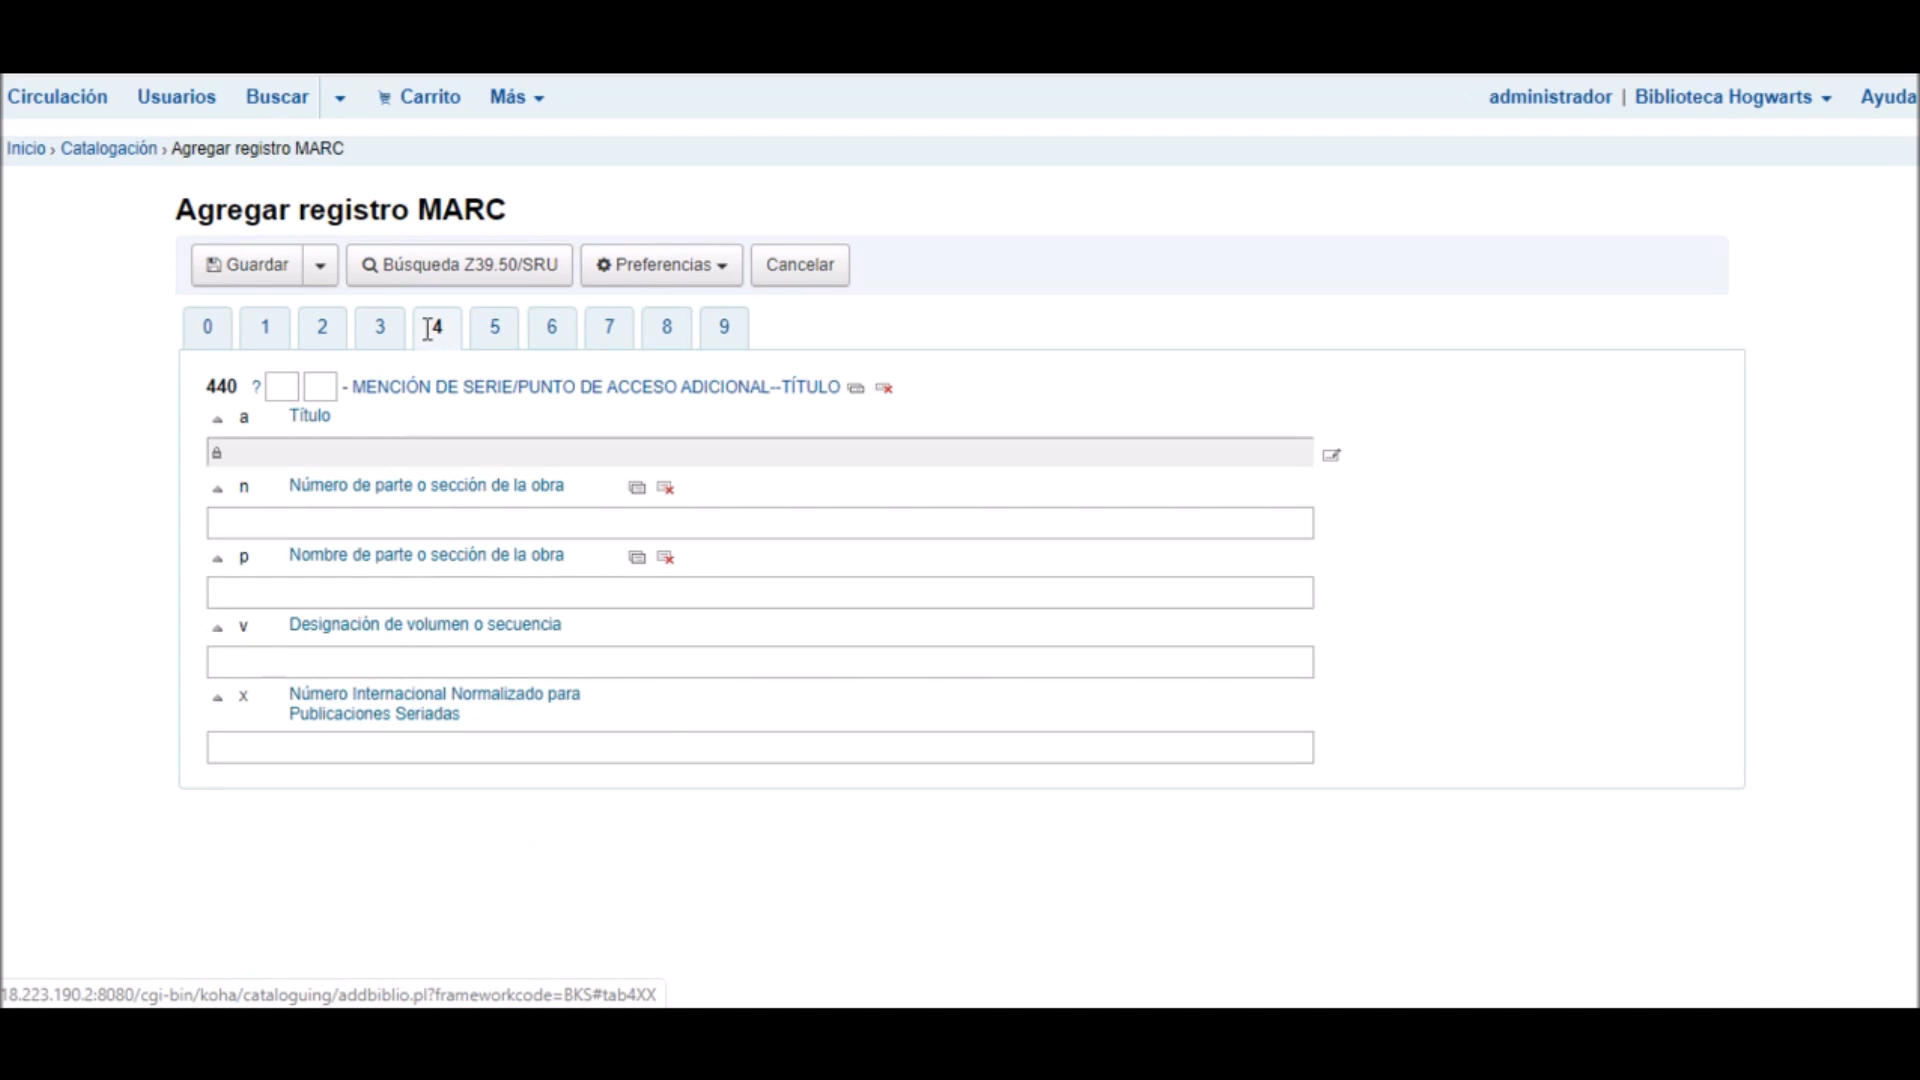 Circulación Usuarios Buscar Carrito Más administrador | Biblioteca Hogwarts Ayuda
Inicio › Catalogación › Agregar registro MARC
Agregar registro MARC
Guardar Búsqueda Z39.50/SRU Preferencias Cancelar
0 1 2 3 4 5 6 7 8 9
440 ? - MENCIÓN DE SERIE/PUNTO DE ACCESO ADICIONAL--TÍTULO
a Título
n Número de parte o sección de la obra
p Nombre de parte o sección de la obra
v Designación de volumen o secuencia
x Número Internacional Normalizado para
Publicaciones Seriadas
18.223.190.2:8080/cgi-bin/koha/cataloguing/addbiblio.pl?frameworkcode=BKS#tab4XX